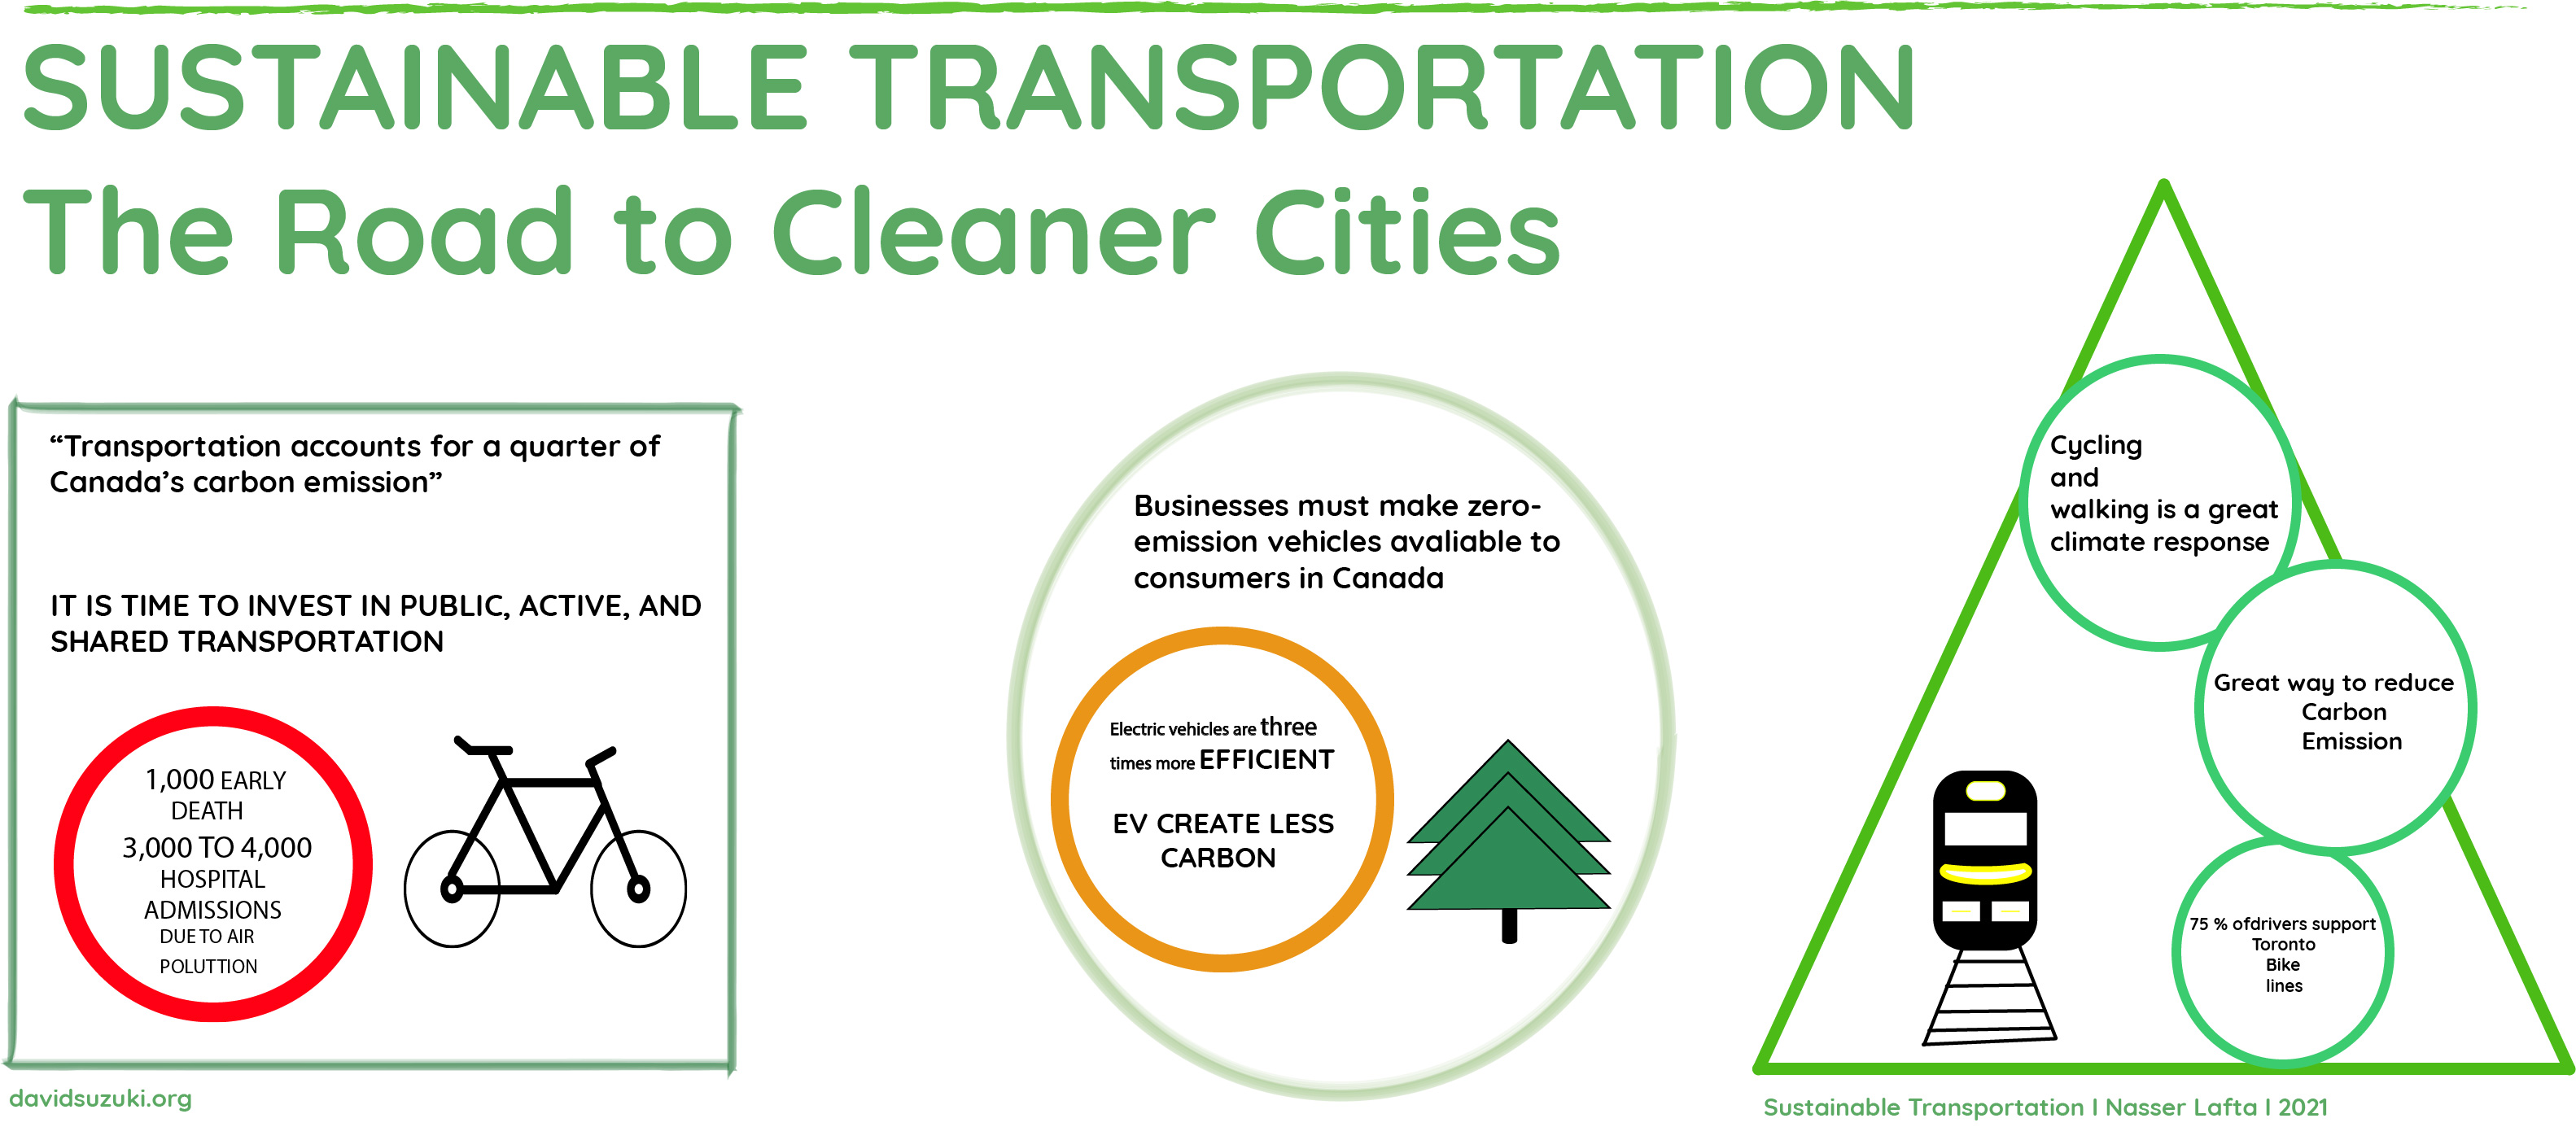 SUSTAINABLE TRANSPORTATION
The Road to Cleaner Cities
“Transportation accounts for a quarter of
Canada’s carbon emission”
IT IS TIME TO INVEST IN PUBLIC, ACTIVE, AND
SHARED TRANSPORTATION
1,000 EARLY
DEATH
3,000 TO 4,000
HOSPITAL
ADMISSIONS
DUE TO AIR
POLUTTION
Businesses must make zero-
emission vehicles avaliable to
consumers in Canada
Electric vehicles are three
times more EFFICIENT
EV CREATE LESS
CARBON
Cycling
and
walking is a great
climate response
Great way to reduce
Carbon
Emission
75 % ofdrivers support
Toronto
Bike
lines
davidsuzuki.org
Sustainable Transportation I Nasser Lafta I 2021